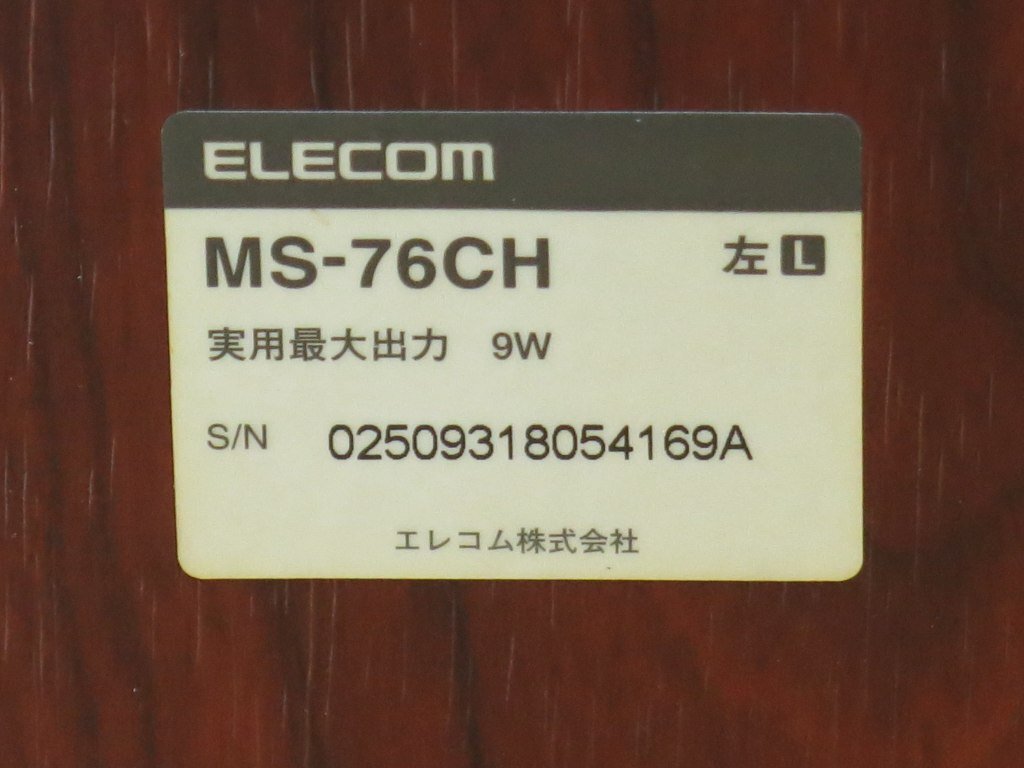 ELECOM
MS-76CH 左 L
実用最大出力 9W
S/N 02509318054169A
エレコム株式会社